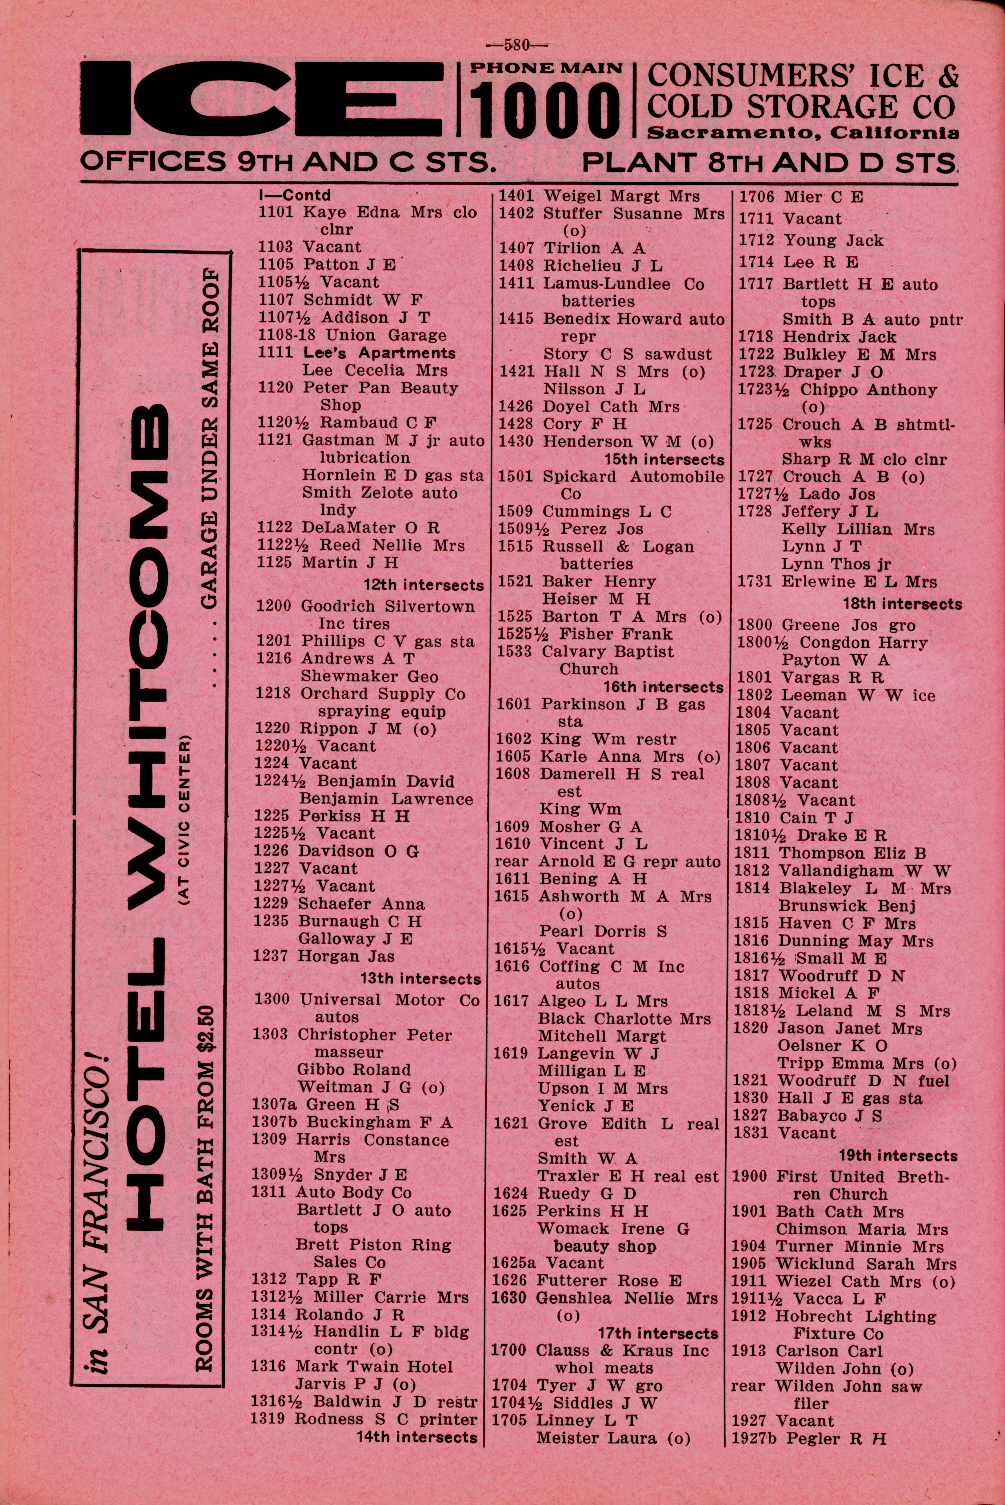 —580—
ICE
PHONE MAIN
1000
CONSUMERS' ICE &
COLD STORAGE CO
Sacramento, California
OFFICES 9TH AND C STS. PLANT 8TH AND D STS.
in SAN FRANCISCO!
HOTEL WHITCOMB
(AT CIVIC CENTER)
ROOMS WITH BATH FROM $2.50 ...... GARAGE UNDER SAME ROOF
I—Contd
1101 Kaye Edna Mrs clo
clnr
1103 Vacant
1105 Patton J E
1105½ Vacant
1107 Schmidt W F
1107½ Addison J T
1108-18 Union Garage
1111 Lee's Apartments
Lee Cecelia Mrs
1120 Peter Pan Beauty
Shop
1120½ Rambaud C F
1121 Gastman M J jr auto
lubrication
Hornlein E D gas sta
Smith Zelote auto
lndy
1122 DeLaMater O R
1122½ Reed Nellie Mrs
1125 Martin J H
12th intersects
1200 Goodrich Silvertown
Inc tires
1201 Phillips C V gas sta
1216 Andrews A T
Shewmaker Geo
1218 Orchard Supply Co
spraying equip
1220 Rippon J M (o)
1220½ Vacant
1224 Vacant
1224½ Benjamin David
Benjamin Lawrence
1225 Perkiss H H
1225½ Vacant
1226 Davidson O G
1227 Vacant
1227½ Vacant
1229 Schaefer Anna
1235 Burnaugh C H
Galloway J E
1237 Horgan Jas
13th intersects
1300 Universal Motor Co
autos
1303 Christopher Peter
masseur
Gibbo Roland
Weitman J G (o)
1307a Green H S
1307b Buckingham F A
1309 Harris Constance
Mrs
1309½ Snyder J E
1311 Auto Body Co
Bartlett J O auto
tops
Brett Piston Ring
Sales Co
1312 Tapp R F
1312½ Miller Carrie Mrs
1314 Rolando J R
1314½ Handlin L F bldg
contr (o)
1316 Mark Twain Hotel
Jarvis P J (o)
1316½ Baldwin J D restr
1319 Rodness S C printer
14th intersects
1401 Weigel Margt Mrs
1402 Stuffer Susanne Mrs
(o)
1407 Tirlion A A
1408 Richelieu J L
1411 Lamus-Lundlee Co
batteries
1415 Benedix Howard auto
repr
Story C S sawdust
1421 Hall N S Mrs (o)
Nilsson J L
1426 Doyel Cath Mrs
1428 Cory F H
1430 Henderson W M (o)
15th intersects
1501 Spickard Automobile
Co
1509 Cummings L C
1509½ Perez Jos
1515 Russell & Logan
batteries
1521 Baker Henry
Heiser M H
1525 Barton T A Mrs (o)
1525½ Fisher Frank
1533 Calvary Baptist
Church
16th intersects
1601 Parkinson J B gas
sta
1602 King Wm restr
1605 Karle Anna Mrs (o)
1608 Damerell H S real
est
King Wm
1609 Mosher G A
1610 Vincent J L
rear Arnold E G repr auto
1611 Bening A H
1615 Ashworth M A Mrs
(o)
Pearl Dorris S
1615½ Vacant
1616 Coffing C M Inc
autos
1617 Algeo L L Mrs
Black Charlotte Mrs
Mitchell Margt
1619 Langevin W J
Milligan L E
Upson I M Mrs
Yenick J E
1621 Grove Edith L real
est
Smith W A
Traxler E H real est
1624 Ruedy G D
1625 Perkins H H
Womack Irene G
beauty shop
1625a Vacant
1626 Futterer Rose E
1630 Genshlea Nellie Mrs
(o)
17th intersects
1700 Clauss & Kraus Inc
whol meats
1704 Tyer J W gro
1704½ Siddles J W
1705 Linney L T
Meister Laura (o)
1706 Mier C E
1711 Vacant
1712 Young Jack
1714 Lee R E
1717 Bartlett H E auto
tops
Smith B A auto pntr
1718 Hendrix Jack
1722 Bulkley E M Mrs
1723 Draper J O
1723½ Chippo Anthony
(o)
1725 Crouch A B shtmtl-
wks
Sharp R M clo clnr
1727 Crouch A B (o)
1727½ Lado Jos
1728 Jeffery J L
Kelly Lillian Mrs
Lynn J T
Lynn Thos jr
1731 Erlewine E L Mrs
18th intersects
1800 Greene Jos gro
1800½ Congdon Harry
Payton W A
1801 Vargas R R
1802 Leeman W W ice
1804 Vacant
1805 Vacant
1806 Vacant
1807 Vacant
1808 Vacant
1808½ Vacant
1810 Cain T J
1810½ Drake E R
1811 Thompson Eliz B
1812 Vallandigham W W
1814 Blakeley L M Mrs
Brunswick Benj
1815 Haven C F Mrs
1816 Dunning May Mrs
1816½ Small M E
1817 Woodruff D N
1818 Mickel A F
1818½ Leland M S Mrs
1820 Jason Janet Mrs
Oelsner K O
Tripp Emma Mrs (o)
1821 Woodruff D N fuel
1830 Hall J E gas sta
1827 Babayco J S
1831 Vacant
19th intersects
1900 First United Breth-
ren Church
1901 Bath Cath Mrs
Chimson Maria Mrs
1904 Turner Minnie Mrs
1905 Wicklund Sarah Mrs
1911 Wiezel Cath Mrs (o)
1911½ Vacca L F
1912 Hobrecht Lighting
Fixture Co
1913 Carlson Carl
Wilden John (o)
rear Wilden John saw
filer
1927 Vacant
1927b Pegler R H